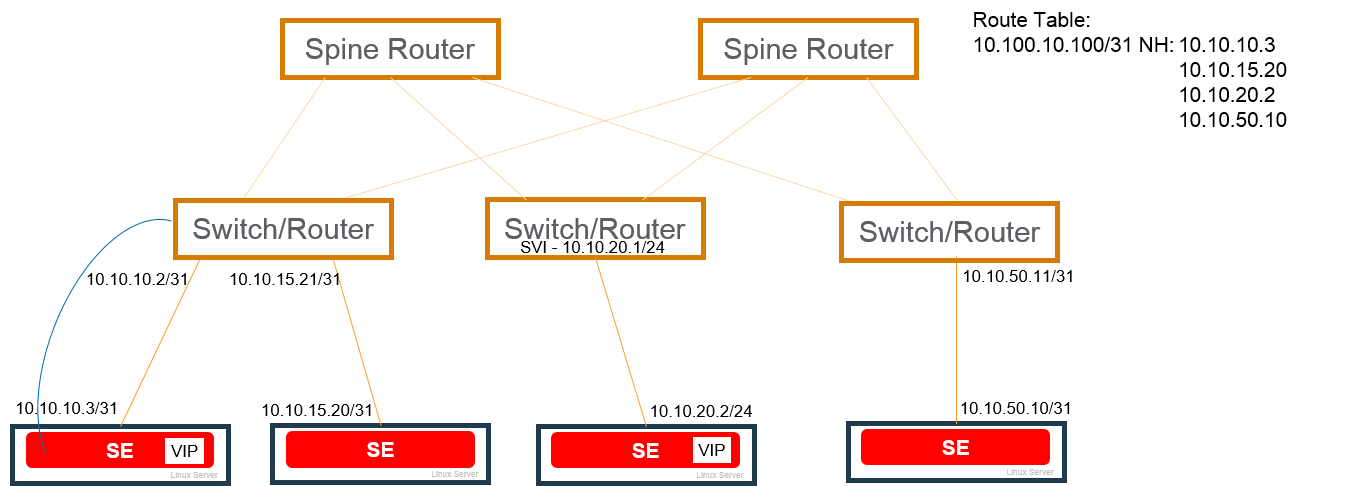 Route Table:
10.100.10.100/31 NH: 10.10.10.3
10.10.15.20
10.10.20.2
10.10.50.10
Spine Router
Spine Router
Switch/Router
Switch/Router
SVI - 10.10.20.1/24
Switch/Router
10.10.10.2/31
10.10.15.21/31
10.10.50.11/31
10.10.10.3/31
10.10.15.20/31
10.10.20.2/24
10.10.50.10/31
SE
VIP
Linux Server
SE
Linux Server
SE
VIP
Linux Server
SE
Linux Server